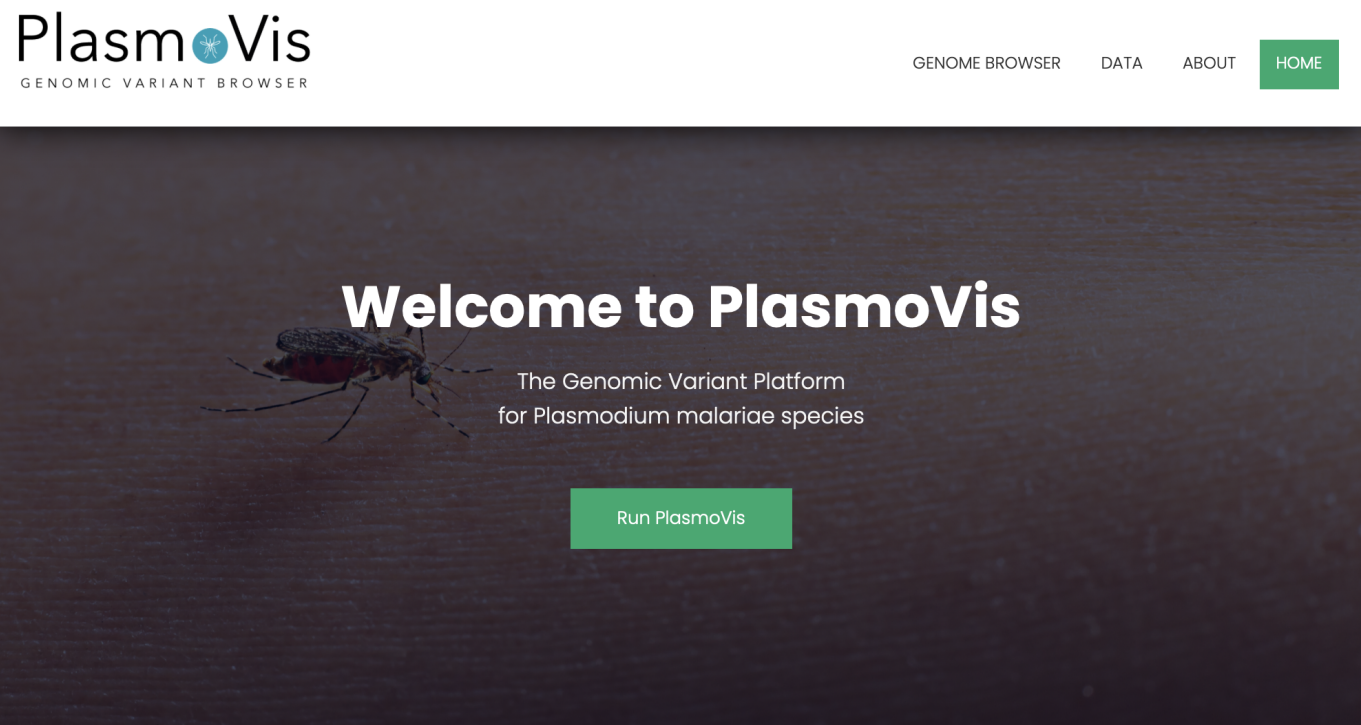 PlasmoVis
GENOMIC VARIANT BROWSER
GENOME BROWSER
DATA
ABOUT
HOME
Welcome to PlasmoVis
The Genomic Variant Platform
for Plasmodium malariae species
Run PlasmoVis